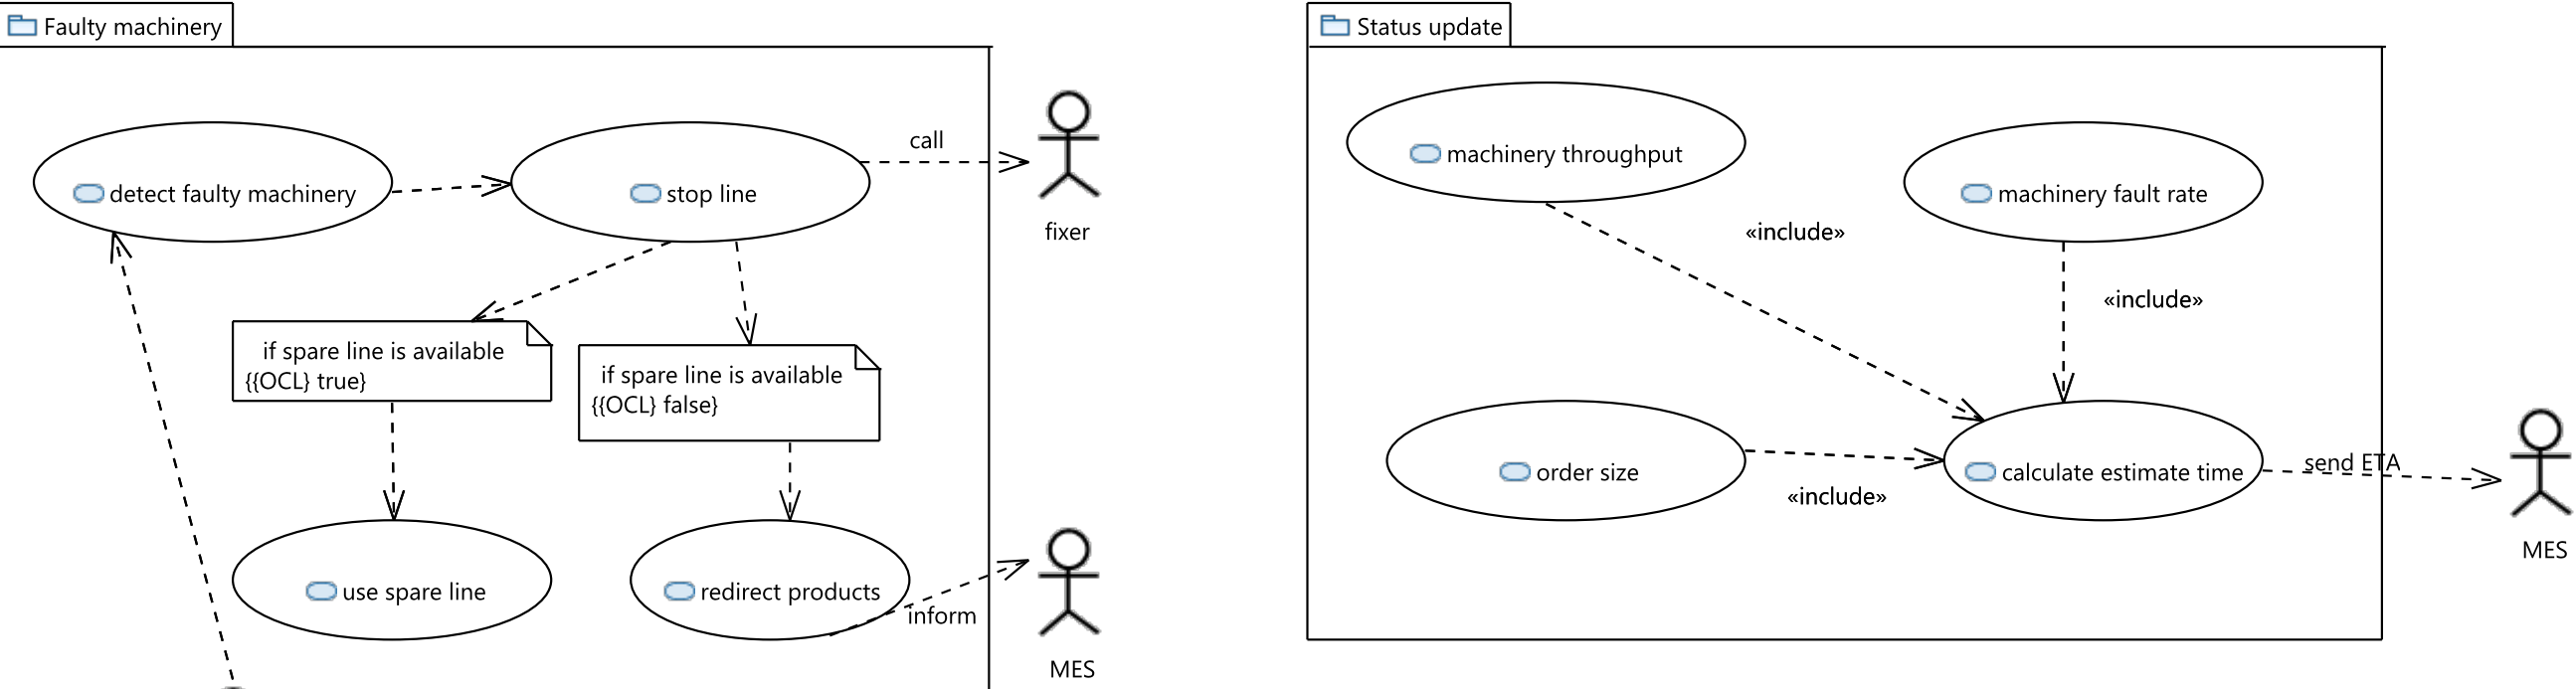 Faulty machinery
detect faulty machinery
stop line
call
fixer
if spare line is available
{{OCL} true}
if spare line is available
{{OCL} false}
use spare line
redirect products
inform
MES
Status update
machinery throughput
machinery fault rate
«include»
«include»
order size
«include»
calculate estimate time
send ETA
MES